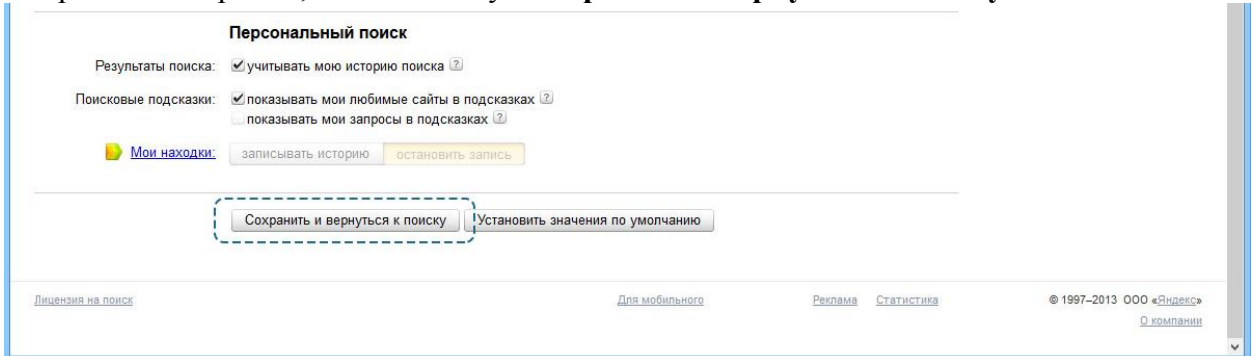 Персональный поиск
Результаты поиска: учитывать мою историю поиска ?
Поисковые подсказки: показывать мои любимые сайты в подсказках ?
показывать мои запросы в подсказках ?
Мои находки: записывать историю остановить запись
Сохранить и вернуться к поиску Установить значения по умолчанию
Лицензия на поиск Для мобильного Реклама Статистика © 1997–2013 ООО «Яндекс»
О компании